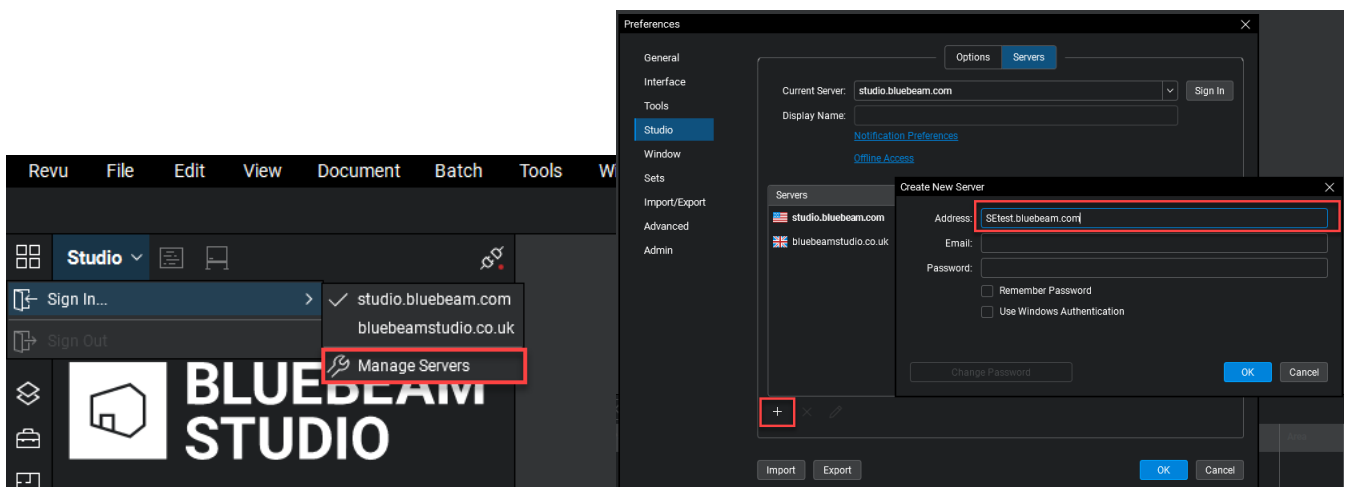 Revu File Edit View Document Batch Tools
Studio
Sign In...
Sign Out
studio.bluebeam.com
bluebeamstudio.co.uk
Manage Servers
BLUEBEAM
STUDIO
Preferences
General
Interface
Tools
Studio
Window
Sets
Import/Export
Advanced
Admin
Options Servers
Current Server: studio.bluebeam.com Sign In
Display Name:
Notification Preferences
Offline Access
Servers
studio.bluebeam.com
bluebeamstudio.co.uk
Create New Server
Address: SEtest.bluebeam.com
Email:
Password:
Remember Password
Use Windows Authentication
Change Password OK Cancel
Import Export OK Cancel